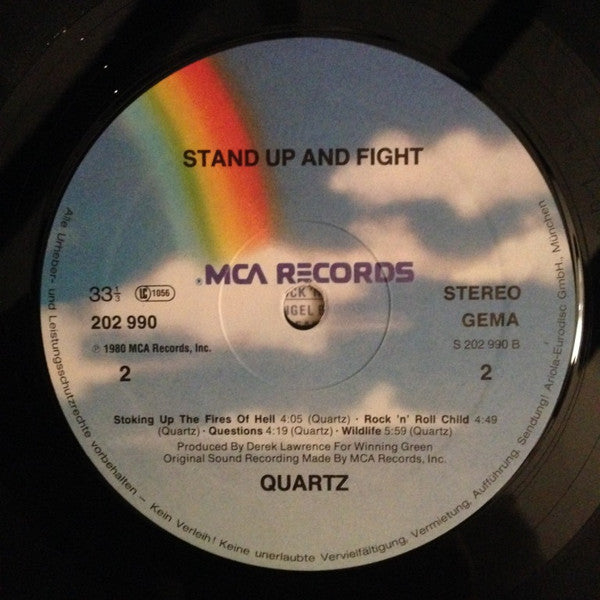 STAND UP AND FIGHT
MCA RECORDS
33⅓ LC 1056
STEREO
202 990
GEMA
℗ 1980 MCA Records, Inc.
S 202 990 B
2
2
Stoking Up The Fires Of Hell 4:05 (Quartz) · Rock 'n' Roll Child 4:49
(Quartz) · Questions 4:19 (Quartz) · Wildlife 5:59 (Quartz)
Produced By Derek Lawrence For Winning Green
Original Sound Recording Made By MCA Records, Inc.
QUARTZ
Alle Urheber- und Leistungsschutzrechte vorbehalten – Kein Verleih! Keine unerlaubte Vervielfältigung, Vermietung, Aufführung, Sendung! Ariola-Eurodisc GmbH., München